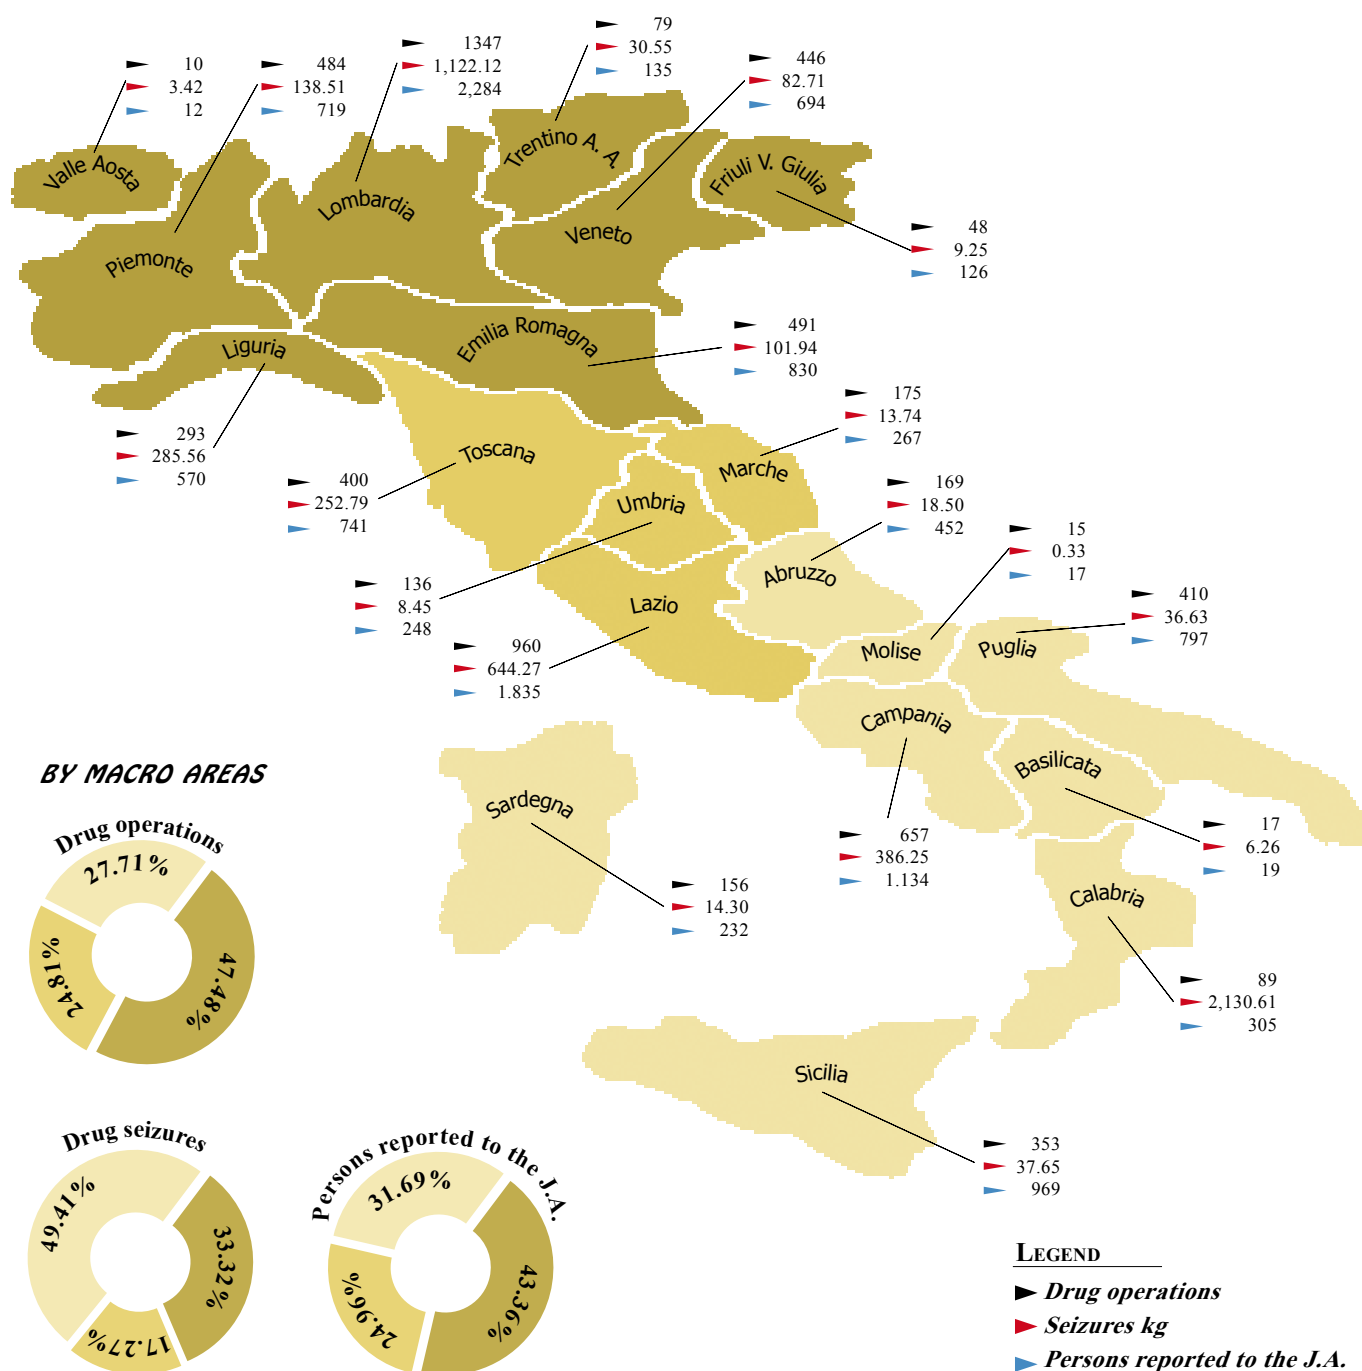 79
30.55
135
1347
1,122.12
2,284
10
3.42
12
484
138.51
719
446
82.71
694
Valle Aosta
Piemonte
Lombardia
Trentino A. A.
Veneto
Friuli V. Giulia
48
9.25
126
Liguria
Emilia Romagna
491
101.94
830
293
285.56
570
175
13.74
267
Toscana
Marche
400
252.79
741
Umbria
169
18.50
452
15
0.33
17
136
8.45
248
Lazio
Abruzzo
410
36.63
797
960
644.27
1.835
Molise
Puglia
Campania
Basilicata
BY MACRO AREAS
Sardegna
Drug operations
27.71%
24.81%
47.48%
657
386.25
1.134
17
6.26
19
156
14.30
232
Calabria
89
2,130.61
305
Sicilia
353
37.65
969
Drug seizures
49.41%
33.32%
17.27%
Persons reported to the J.A.
31.69%
43.36%
24.96%
LEGEND
Drug operations
Seizures kg
Persons reported to the J.A.